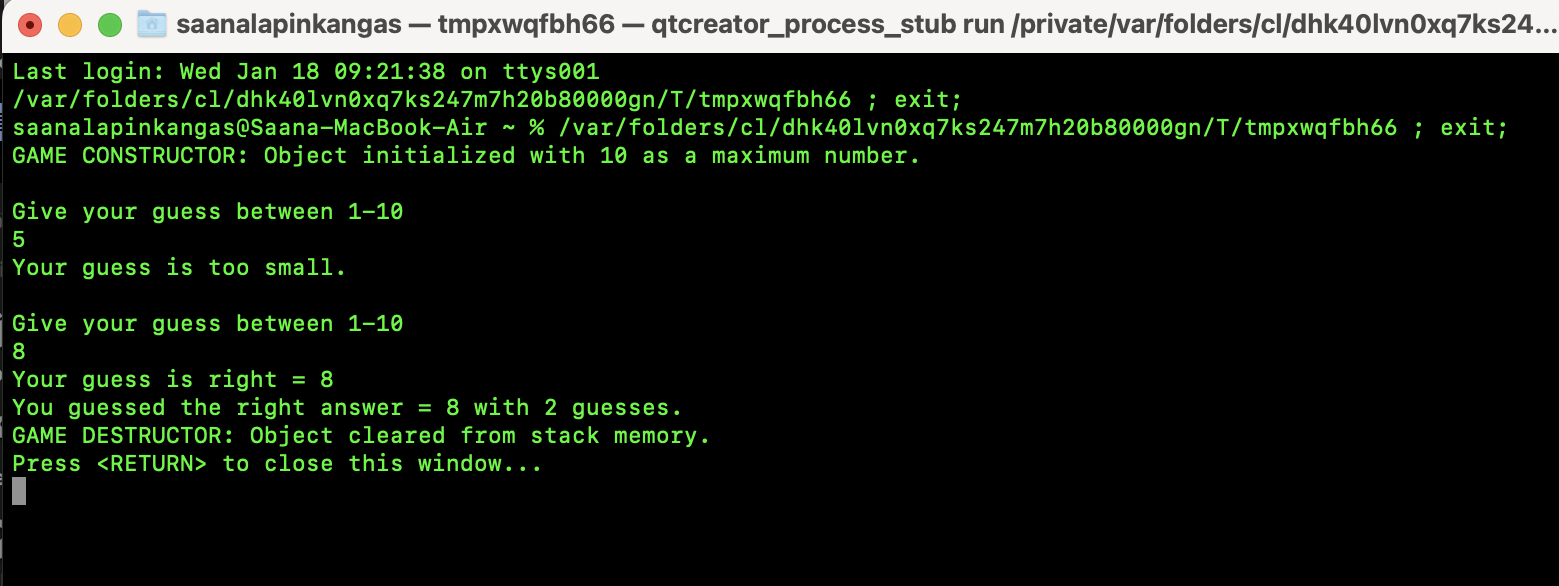 saanalapinkangas — tmpxwqfbh66 — qtcreator_process_stub run /private/var/folders/cl/dhk40lvn0xq7ks24...
Last login: Wed Jan 18 09:21:38 on ttys001
/var/folders/cl/dhk40lvn0xq7ks247m7h20b80000gn/T/tmpxwqfbh66 ; exit;
saanalapinkangas@Saana-MacBook-Air ~ % /var/folders/cl/dhk40lvn0xq7ks247m7h20b80000gn/T/tmpxwqfbh66 ; exit;
GAME CONSTRUCTOR: Object initialized with 10 as a maximum number.
Give your guess between 1-10
5
Your guess is too small.
Give your guess between 1-10
8
Your guess is right = 8
You guessed the right answer = 8 with 2 guesses.
GAME DESTRUCTOR: Object cleared from stack memory.
Press <RETURN> to close this window...